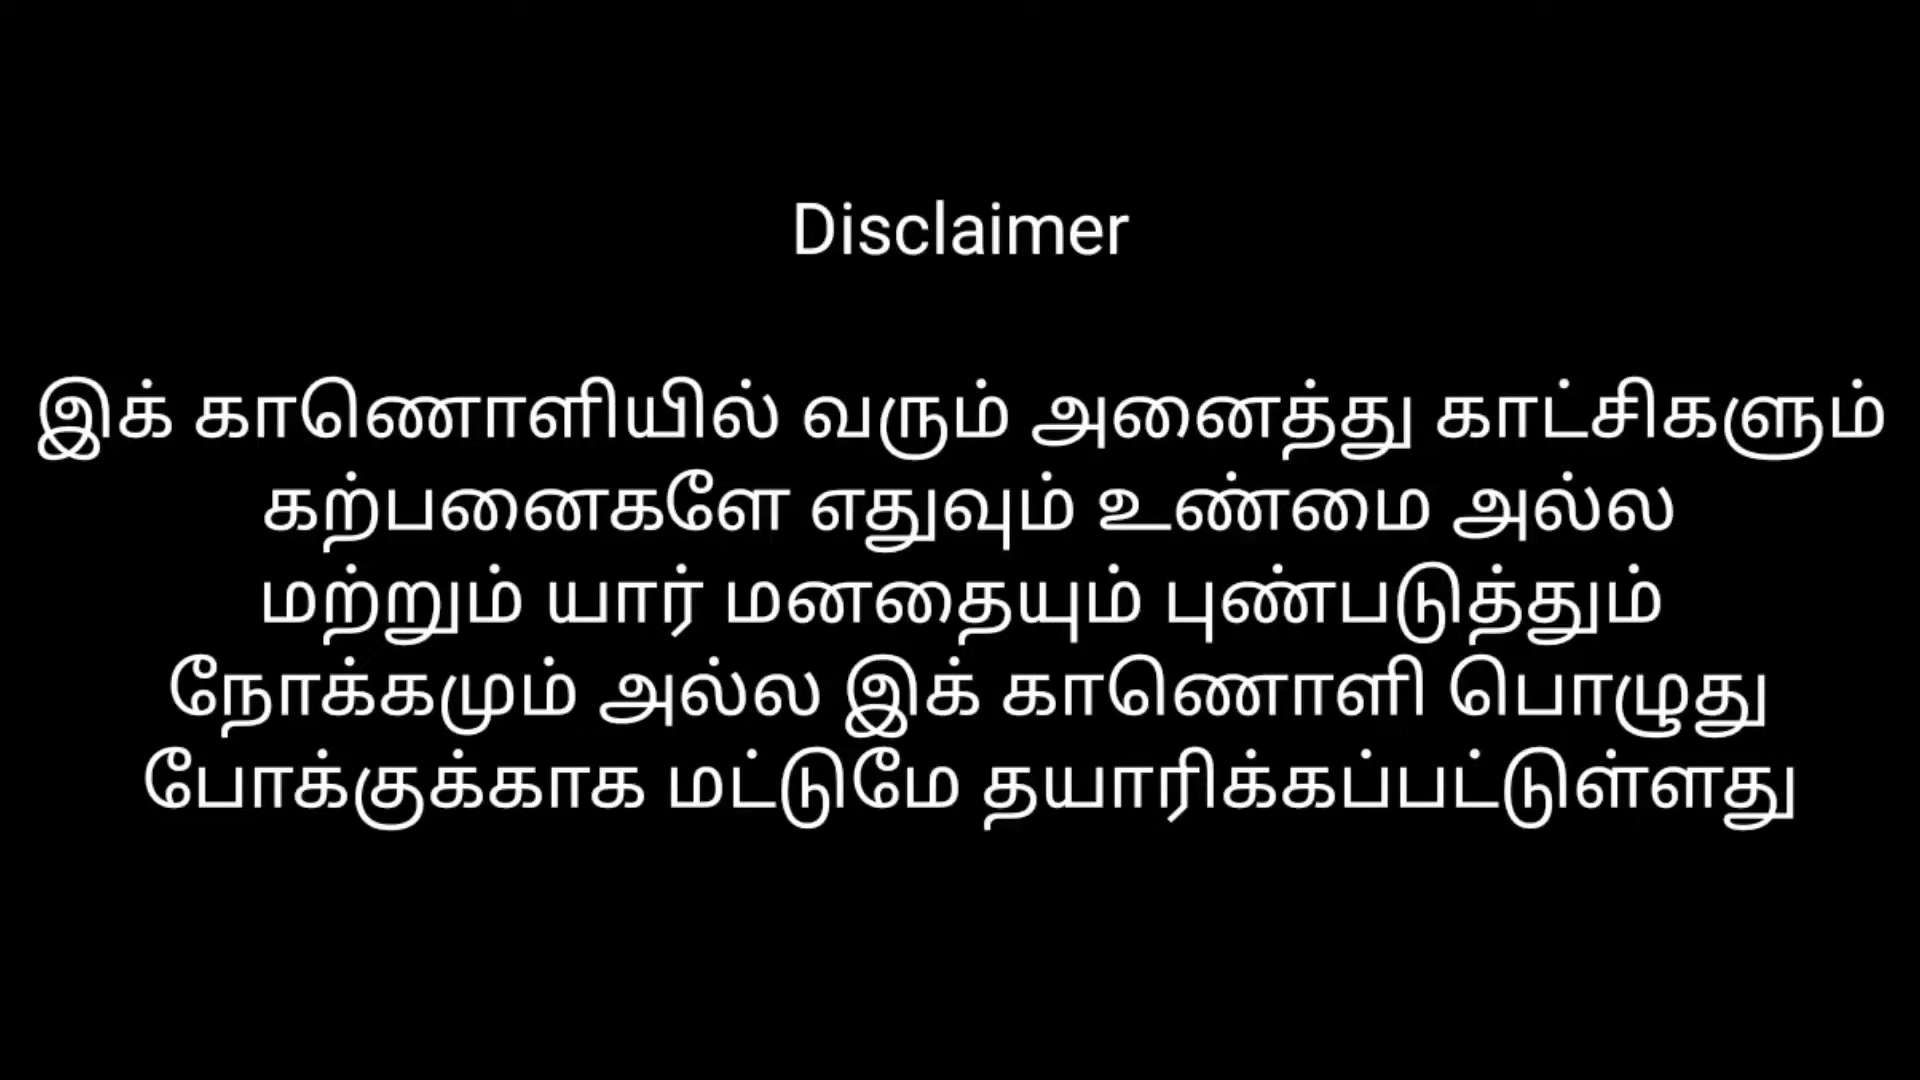 Disclaimer
இக் காணொளியில் வரும் அனைத்து காட்சிகளும்
கற்பனைகளே எதுவும் உண்மை அல்ல
மற்றும் யார் மனதையும் புண்படுத்தும்
நோக்கமும் அல்ல இக் காணொளி பொழுது
போக்குக்காக மட்டுமே தயாரிக்கப்பட்டுள்ளது